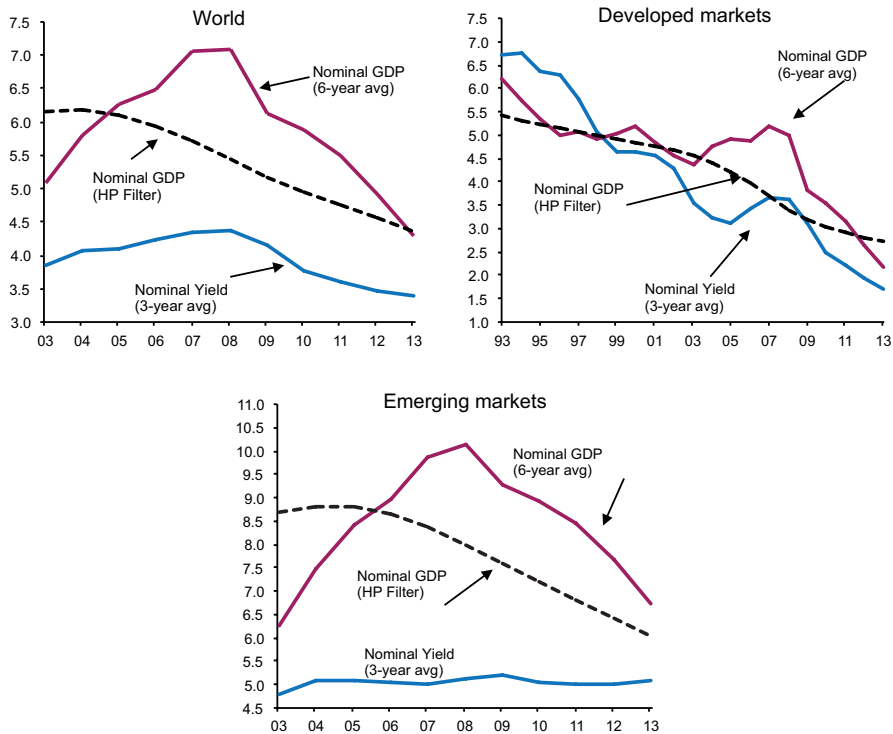 World
7.5
7.0
6.5
6.0
5.5
5.0
4.5
4.0
3.5
3.0
03 04 05 06 07 08 09 10 11 12 13
Nominal GDP
(6-year avg)
Nominal GDP
(HP Filter)
Nominal Yield
(3-year avg)
Developed markets
7.5
7.0
6.5
6.0
5.5
5.0
4.5
4.0
3.5
3.0
2.5
2.0
1.5
1.0
93 95 97 99 01 03 05 07 09 11 13
Nominal GDP
(6-year avg)
Nominal GDP
(HP Filter)
Nominal Yield
(3-year avg)
Emerging markets
11.0
10.5
10.0
9.5
9.0
8.5
8.0
7.5
7.0
6.5
6.0
5.5
5.0
4.5
03 04 05 06 07 08 09 10 11 12 13
Nominal GDP
(6-year avg)
Nominal GDP
(HP Filter)
Nominal Yield
(3-year avg)